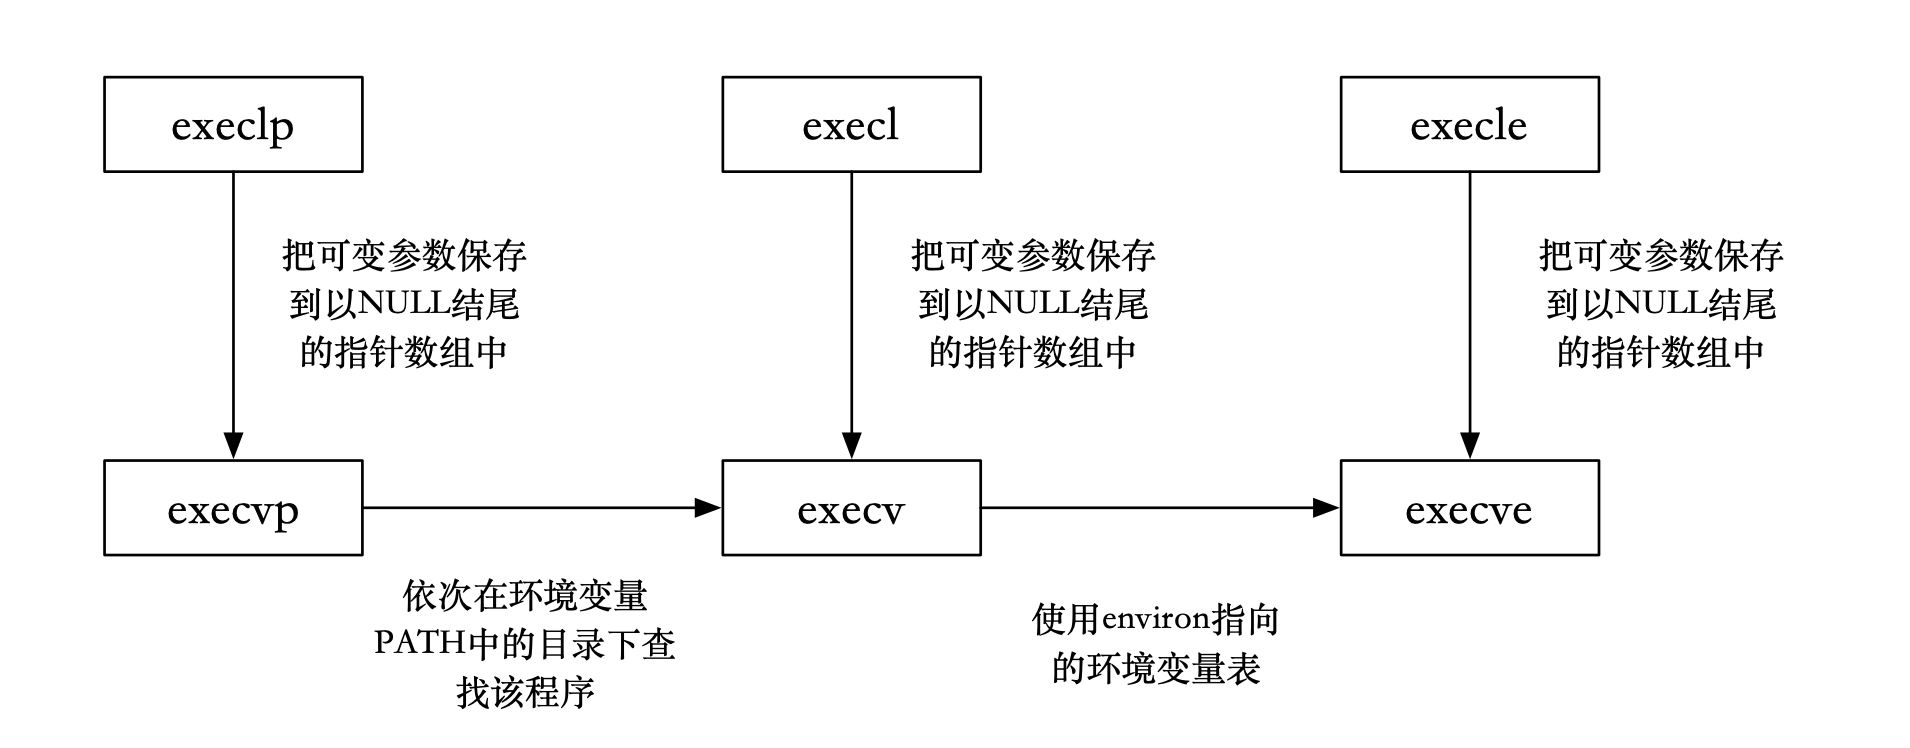 execlp
execl
execle
把可变参数保存
到以NULL结尾
的指针数组中
把可变参数保存
到以NULL结尾
的指针数组中
把可变参数保存
到以NULL结尾
的指针数组中
execvp
execv
execve
依次在环境变量
PATH中的目录下查
找该程序
使用environ指向
的环境变量表